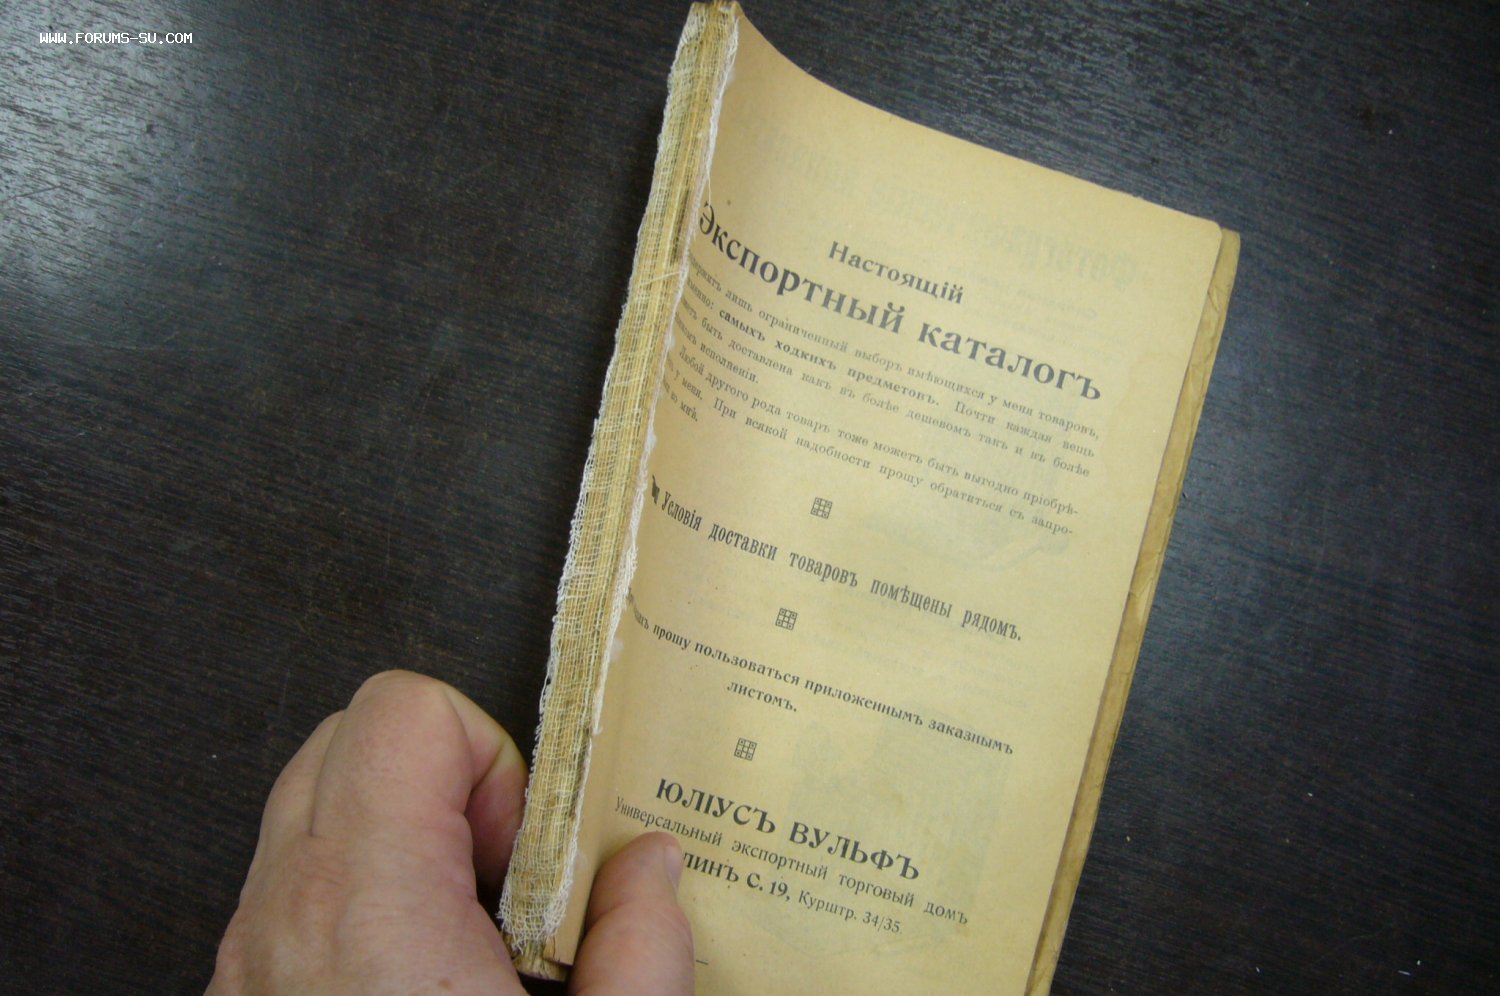 WWW.FORUMS-SU.COM
Настоящій
Экспортный каталогъ
лишь ограниченный выборъ имѣющихся у меня товаровъ,
именно: самыхъ ходкихъ предметовъ. Почти каждая вещь
быть доставлена какъ въ болѣе дешевомъ такъ и въ болѣе
исполненіи.
Любой другого рода товаръ тоже можетъ быть выгодно пріобрѣ-
у меня. При всякой надобности прошу обратиться съ запро-
ко мнѣ.
Условія доставки товаровъ помѣщены рядомъ.
прошу пользоваться приложеннымъ заказнымъ
листомъ.
ЮЛІУСЪ ВУЛЬФЪ
Универсальный экспортный торговый домъ
ЛИНЪ С. 19, Курштр. 34/35